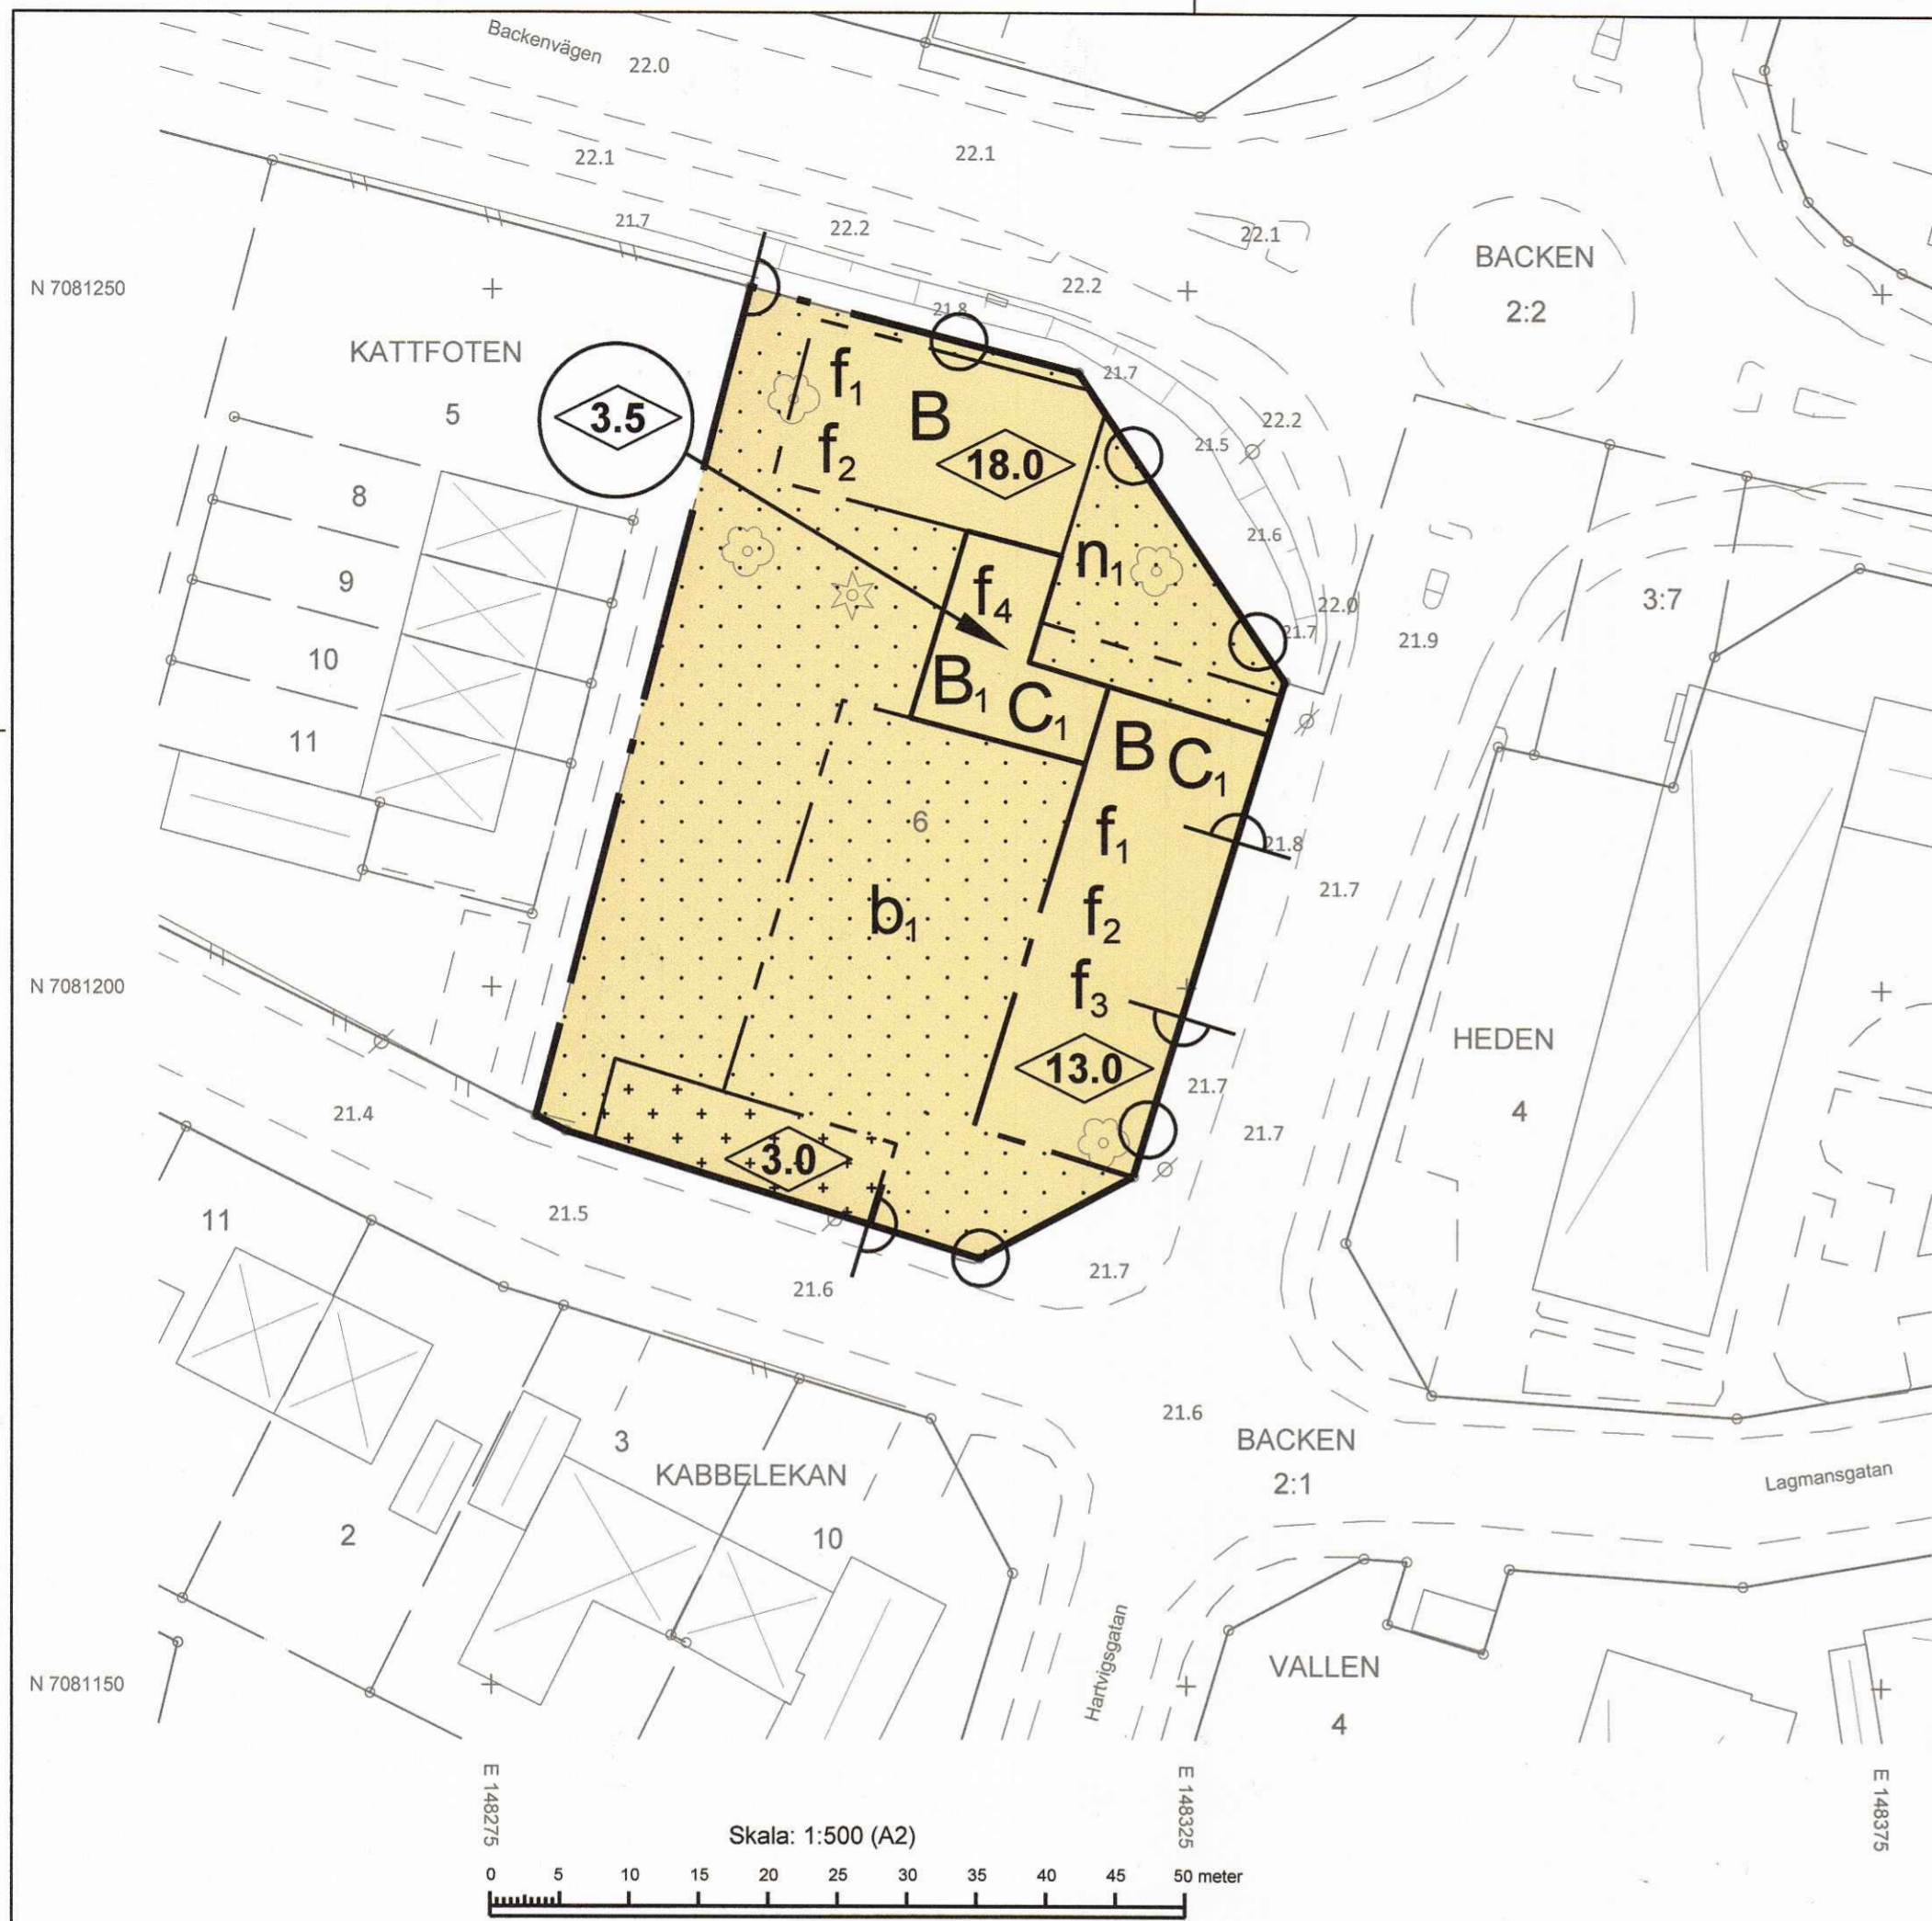 Backenvägen
22.0
22.1
22.1
21.7
22.2
22.1
BACKEN
2:2
N 7081250
22.2
21.8
KATTFOTEN
5
3.5
f1
B
f2
18.0
21.7
22.2
21.5
21.6
8
9
10
11
n1
f4
22.0
21.7
21.9
3:7
B1 C1
B C1
6
f1
21.8
21.7
b1
f2
f3
N 7081200
13.0
HEDEN
4
21.4
21.7
21.7
3.0
11
21.5
21.6
21.7
21.6
3
KABBELEKAN
10
2
BACKEN
2:1
Lagmansgatan
Hartvigsgatan
VALLEN
4
N 7081150
E 148275
E 148325
E 148375
Skala: 1:500 (A2)
0 5 10 15 20 25 30 35 40 45 50 meter